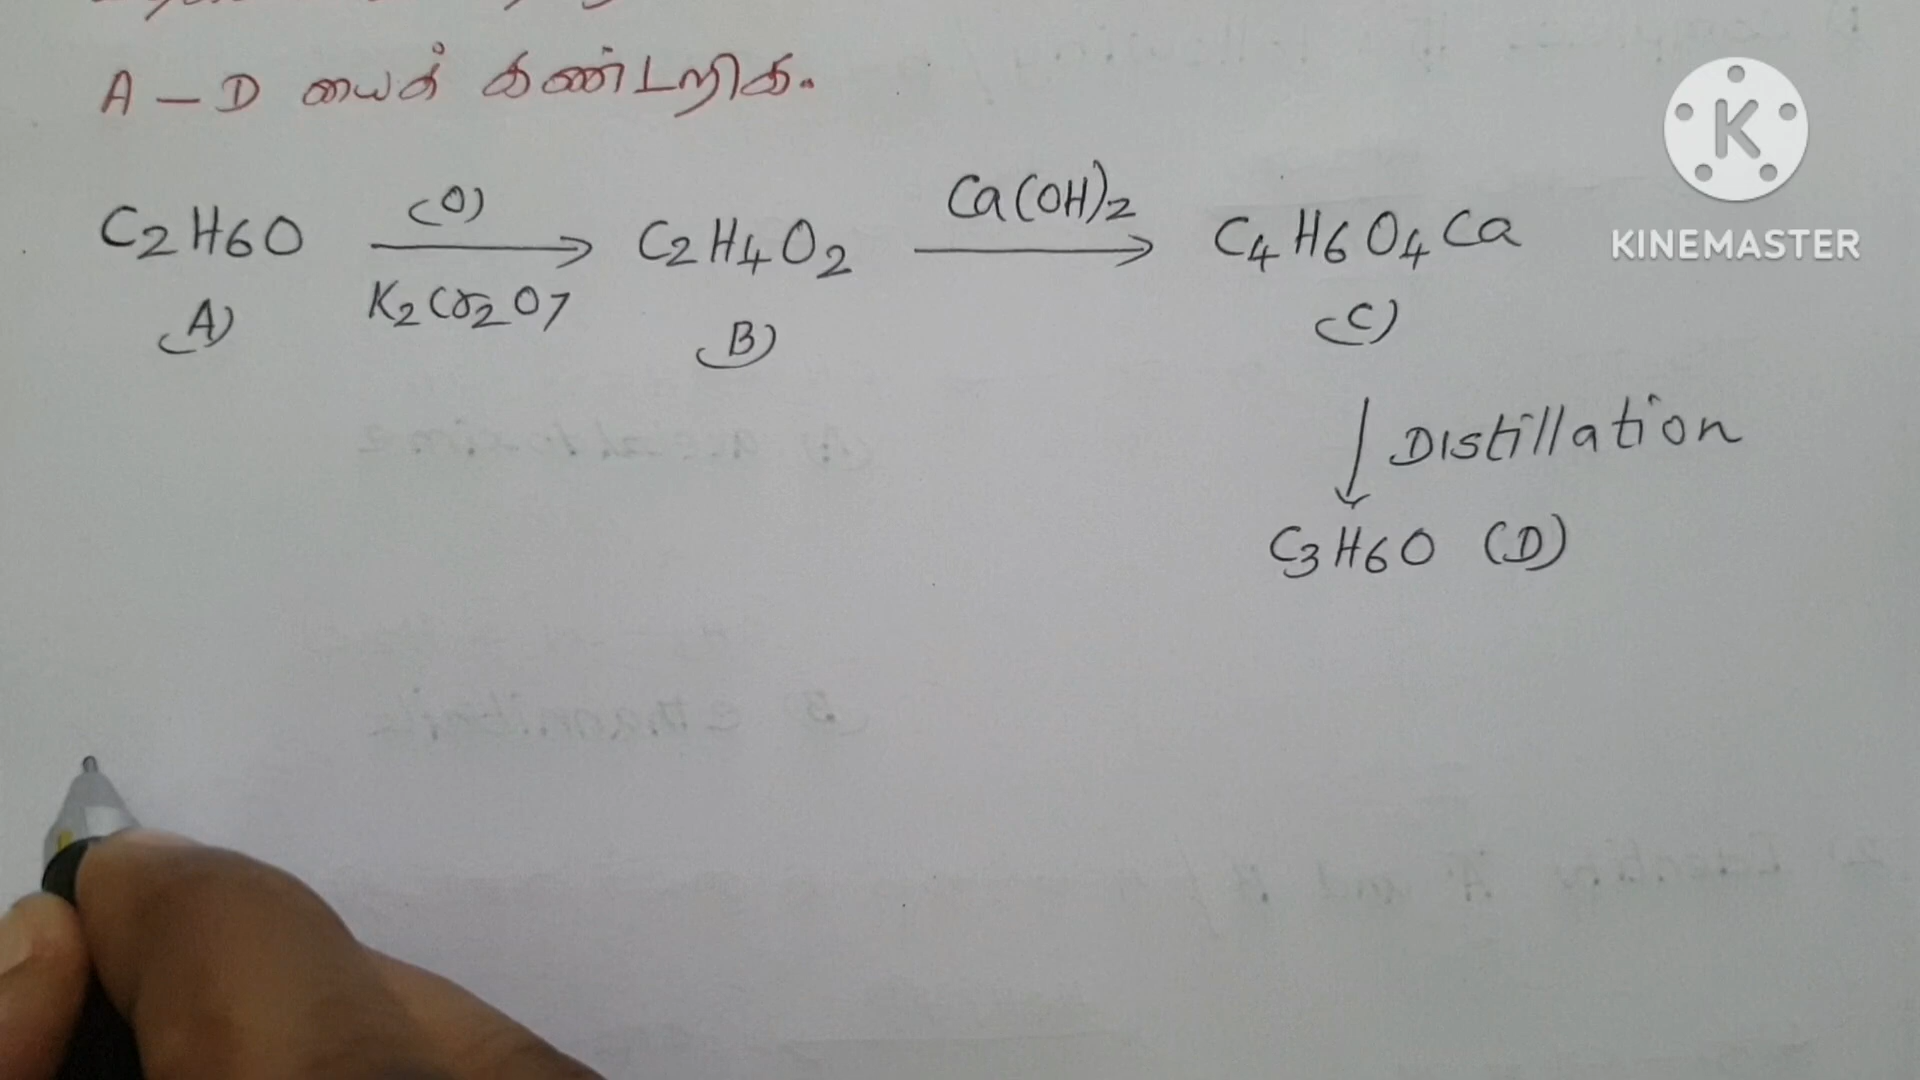 A – D யைக் கண்டறிக.
C2H6O (O) → K2Cr2O7 C2H4O2 Ca(OH)2 → C4H6O4Ca
(A) (B) (C)
↓ Distillation
C3H6O (D)
K
KINEMASTER